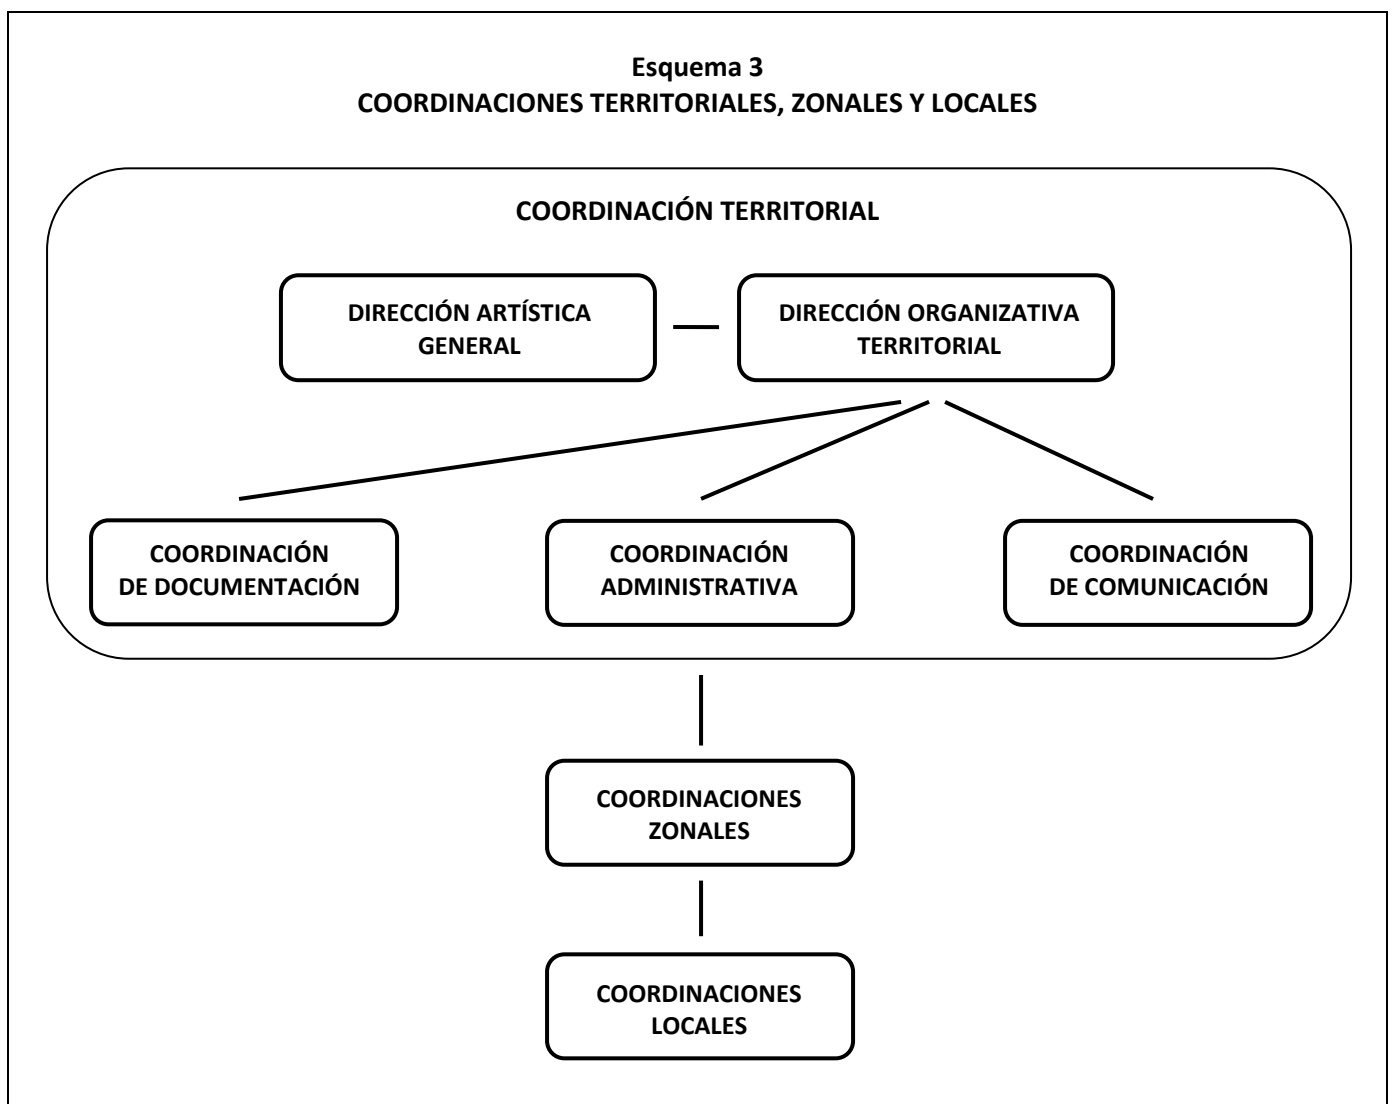 Esquema 3
COORDINACIONES TERRITORIALES, ZONALES Y LOCALES
COORDINACIÓN TERRITORIAL
DIRECCIÓN ARTÍSTICA
GENERAL
DIRECCIÓN ORGANIZATIVA
TERRITORIAL
COORDINACIÓN
DE DOCUMENTACIÓN
COORDINACIÓN
ADMINISTRATIVA
COORDINACIÓN
DE COMUNICACIÓN
COORDINACIONES
ZONALES
COORDINACIONES
LOCALES